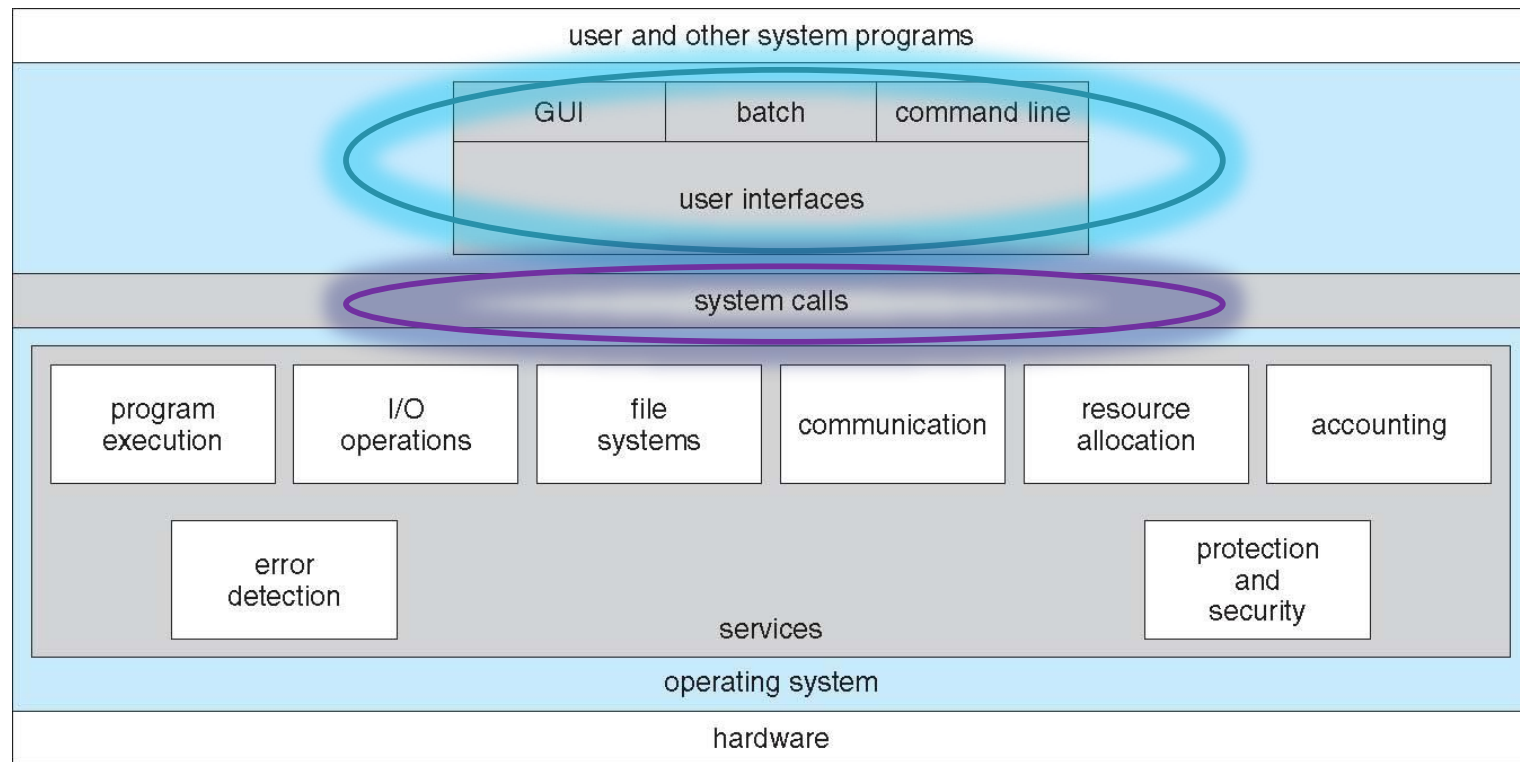 user and other system programs
GUI
batch
command line
user interfaces
system calls
program
execution
I/O
operations
file
systems
communication
resource
allocation
accounting
error
detection
protection
and
security
services
operating system
hardware